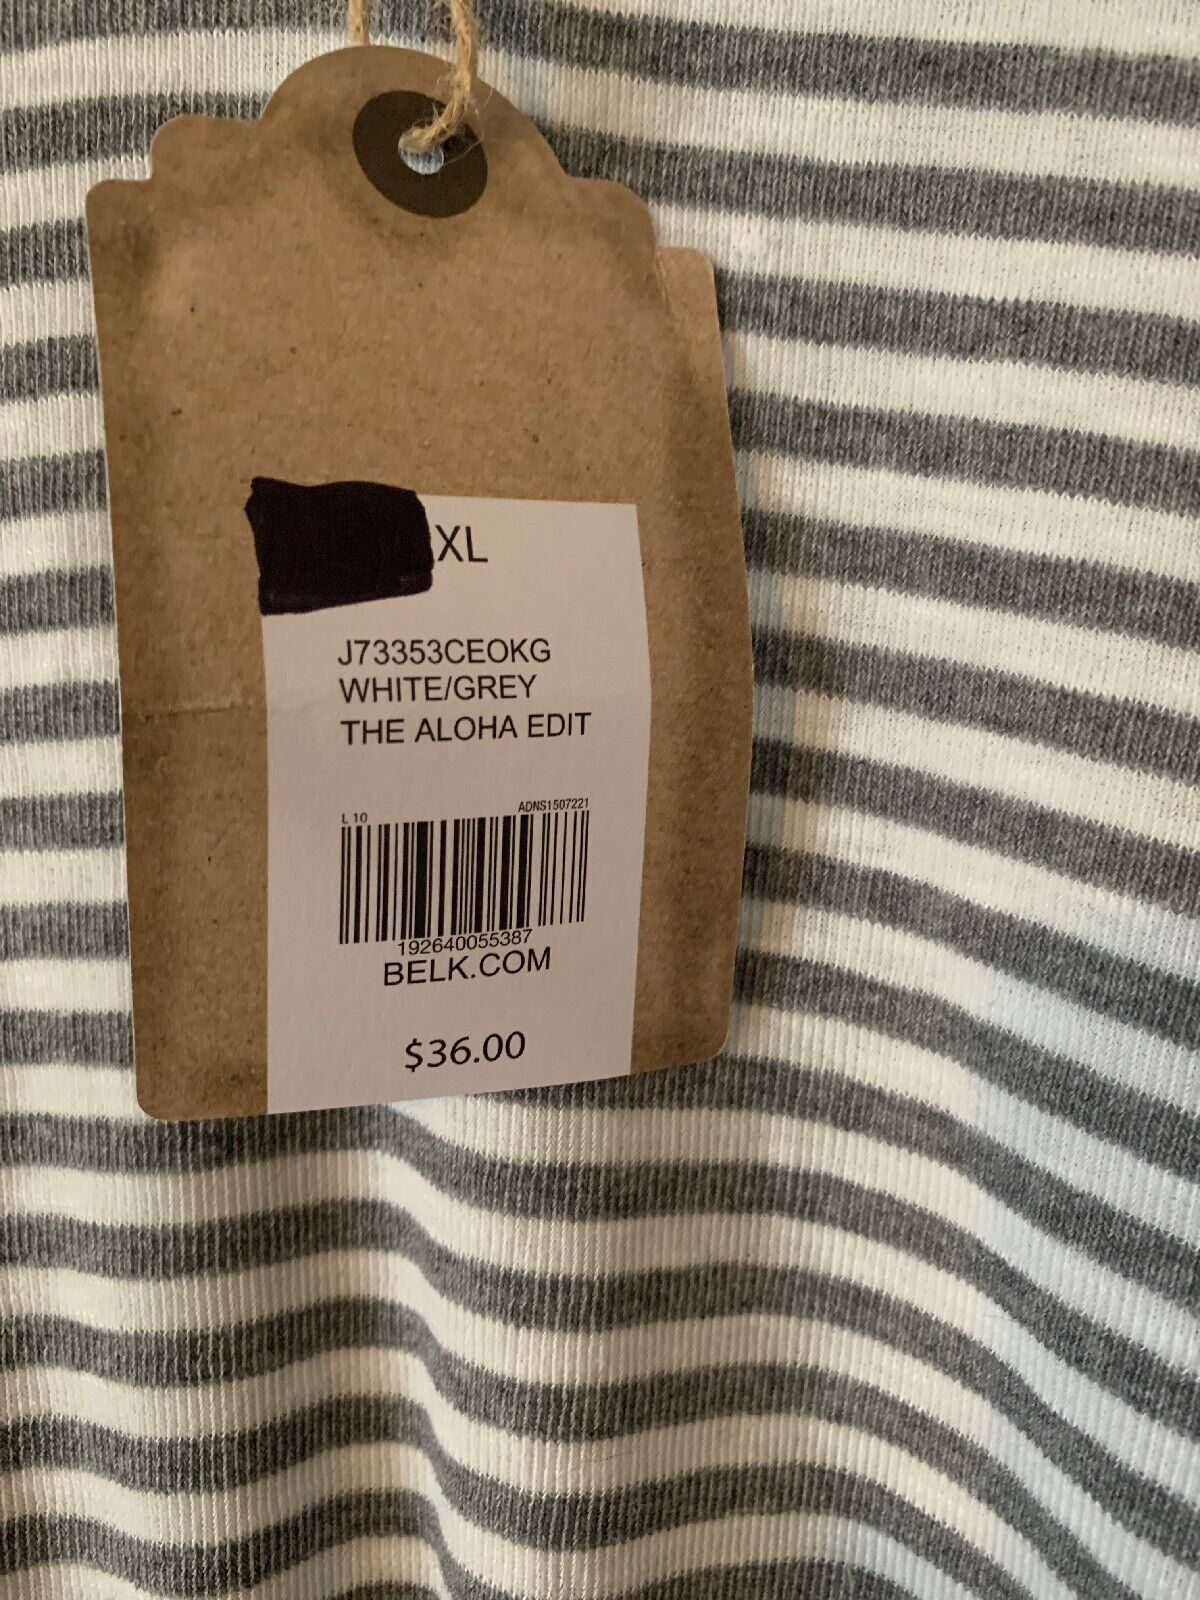 XL
J73353CEOKG
WHITE/GREY
THE ALOHA EDIT
L 10 ADNS1507221
192640055387
BELK.COM
$36.00